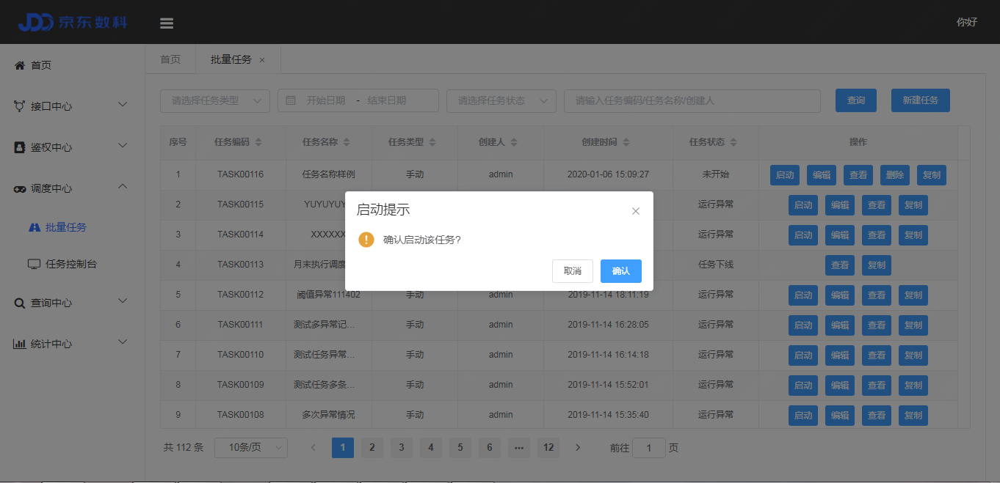 京东数科
你好
首页
接口中心
鉴权中心
调度中心
批量任务
任务控制台
查询中心
统计中心
首页 批量任务 ×
请选择任务类型 开始日期 - 结束日期 请选择任务状态 请输入任务编码/任务名称/创建人 查询 新建任务
序号 任务编码 任务名称 任务类型 创建人 创建时间 任务状态 操作
1 TASK00116 任务名称样例 手动 admin 2020-01-06 15:09:27 未开始 启动 编辑 查看 删除 复制
2 TASK00115 YUYUYUY 运行异常 启动 编辑 查看 复制
3 TASK00114 XXXXXX 运行异常 启动 编辑 查看 复制
4 TASK00113 月末执行调度 任务下线 查看 复制
启动提示
确认启动该任务?
取消 确认
5 TASK00112 阈值异常111402 手动 admin 2019-11-14 18:11:19 运行异常 启动 编辑 查看 复制
6 TASK00111 测试多异常记... 手动 admin 2019-11-14 16:28:05 运行异常 启动 编辑 查看 复制
7 TASK00110 测试任务异常... 手动 admin 2019-11-14 16:14:18 运行异常 启动 编辑 查看 复制
8 TASK00109 测试任务多条... 手动 admin 2019-11-14 15:52:01 运行异常 启动 编辑 查看 复制
9 TASK00108 多次异常情况 手动 admin 2019-11-14 15:35:40 运行异常 启动 编辑 查看 复制
共 112 条 10条/页 1 2 3 4 5 6 ••• 12 前往 1 页